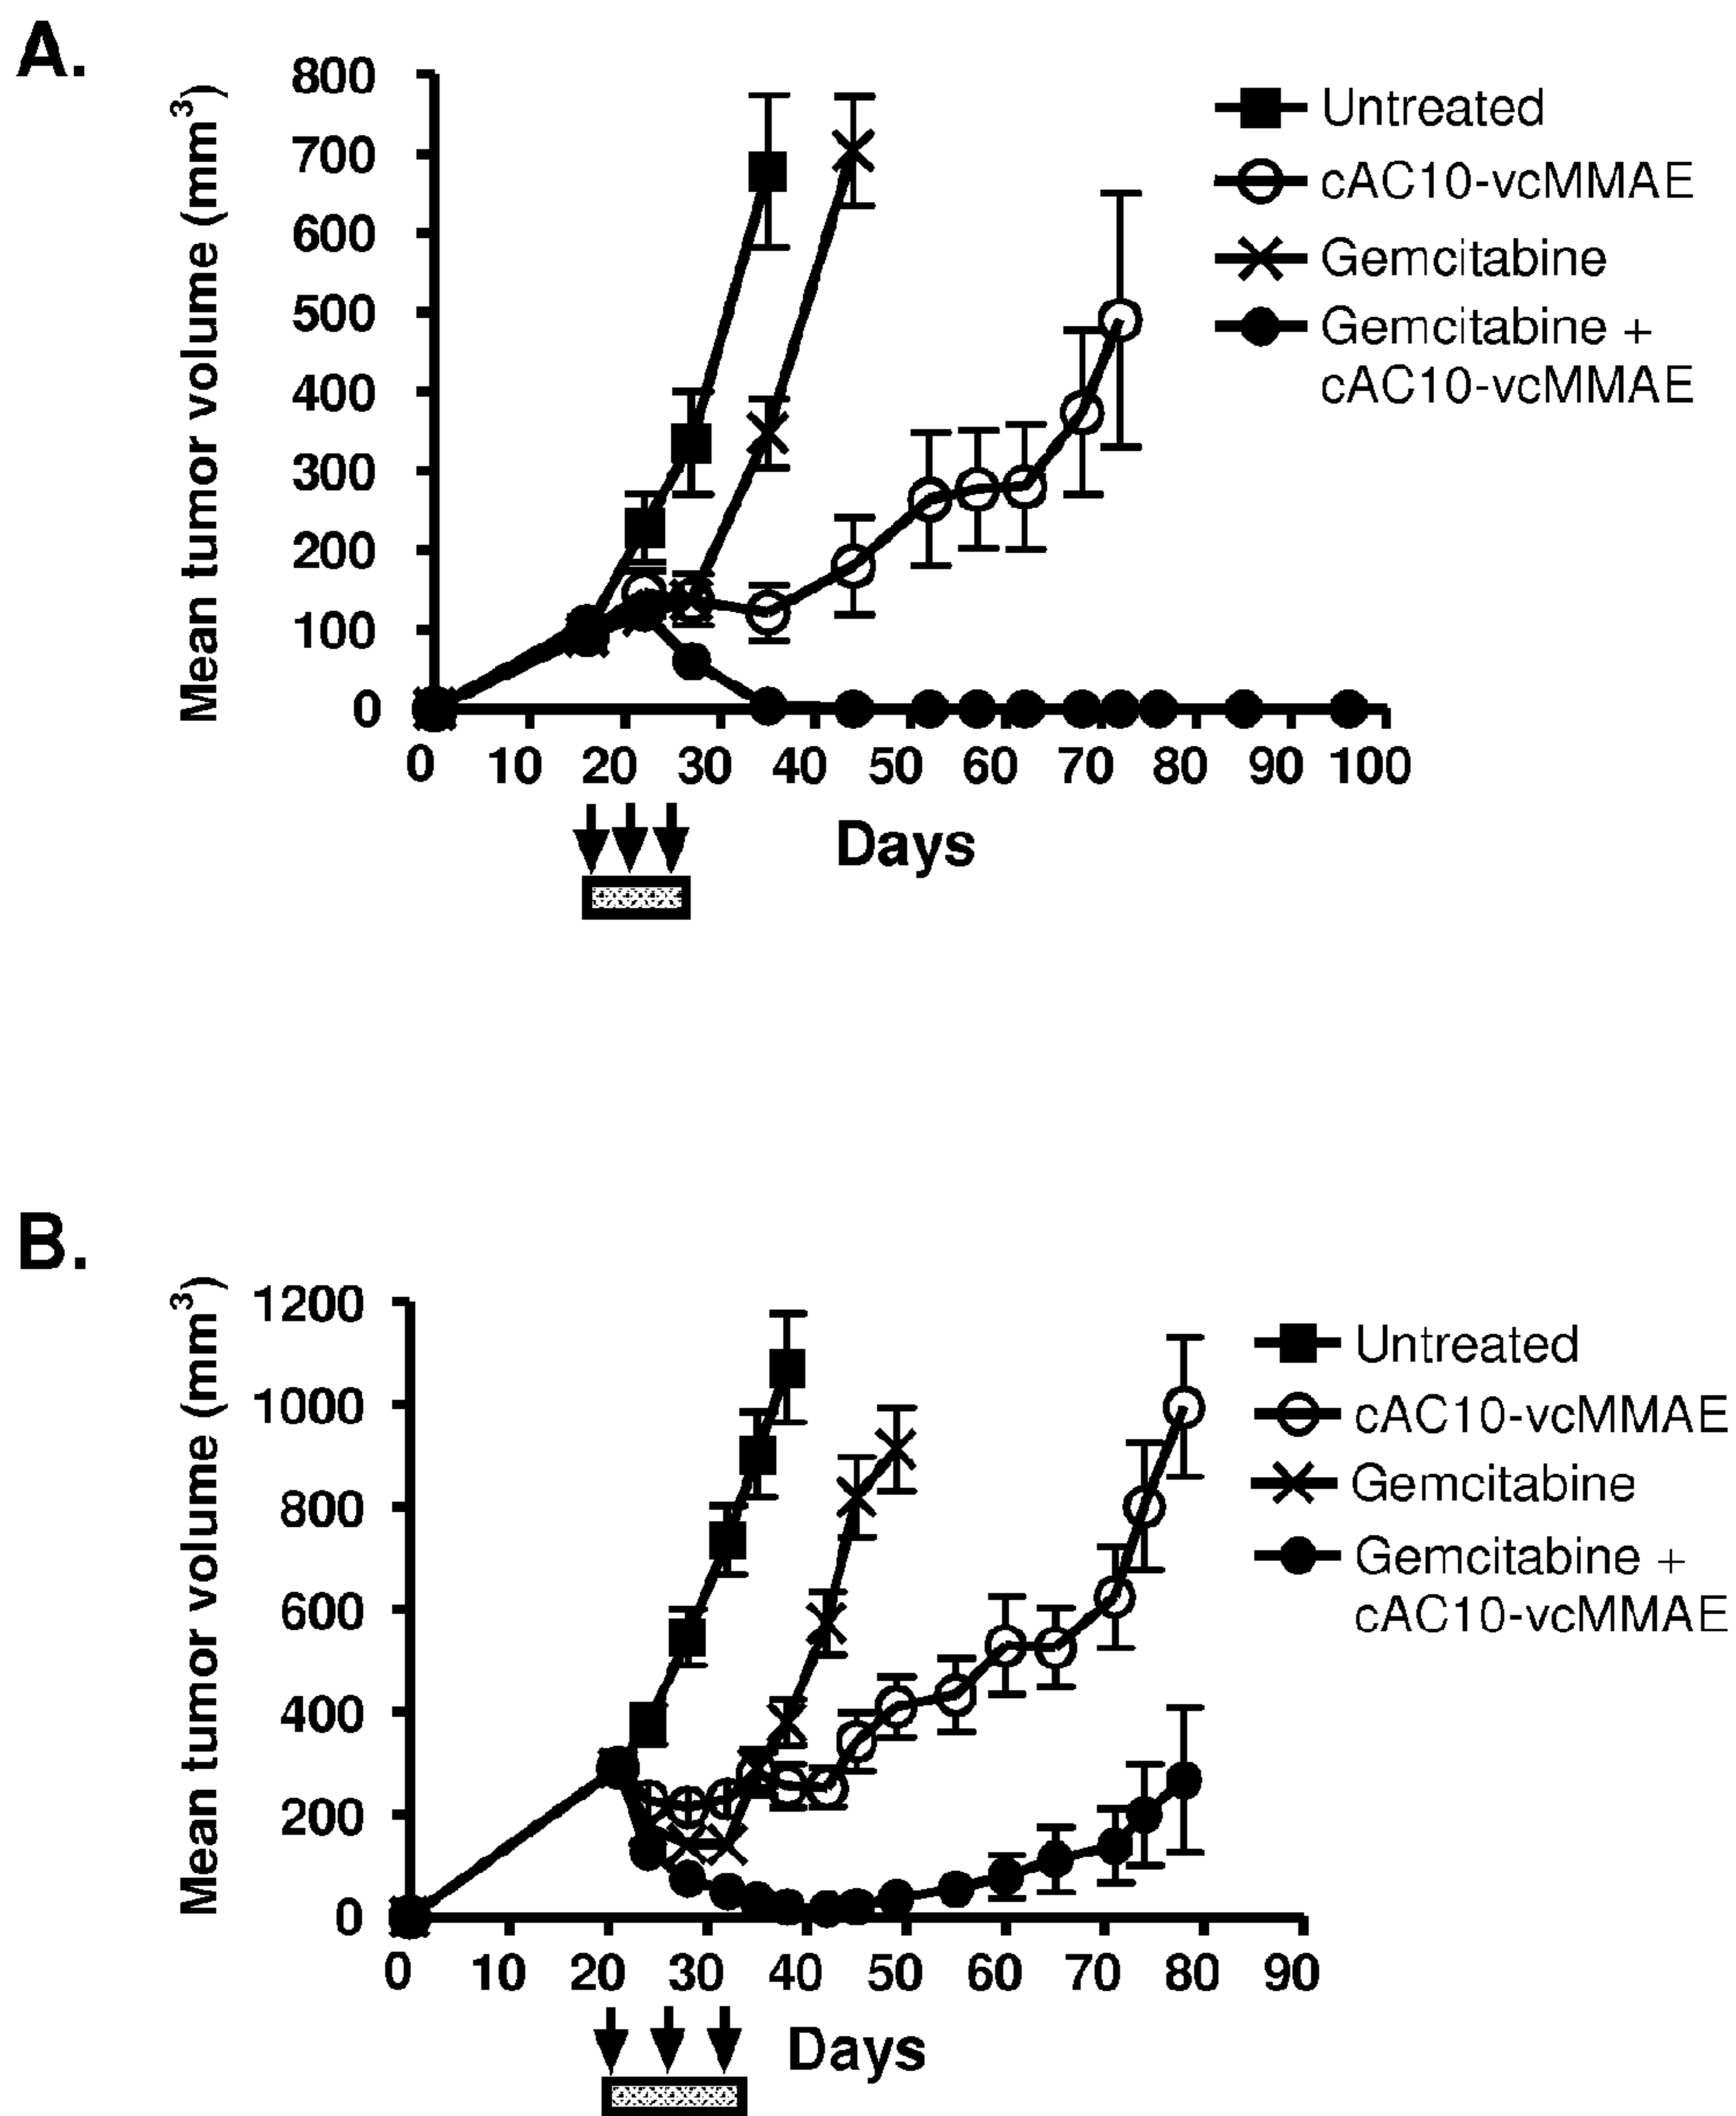 A.
Mean tumor volume (mm³)
800
700
600
500
400
300
200
100
0
0 10 20 30 40 50 60 70 80 90 100
Days
Untreated
cAC10-vcMMAE
Gemcitabine
Gemcitabine +
cAC10-vcMMAE
B.
Mean tumor volume (mm³)
1200
1000
800
600
400
200
0
0 10 20 30 40 50 60 70 80 90
Days
Untreated
cAC10-vcMMAE
Gemcitabine
Gemcitabine +
cAC10-vcMMAE